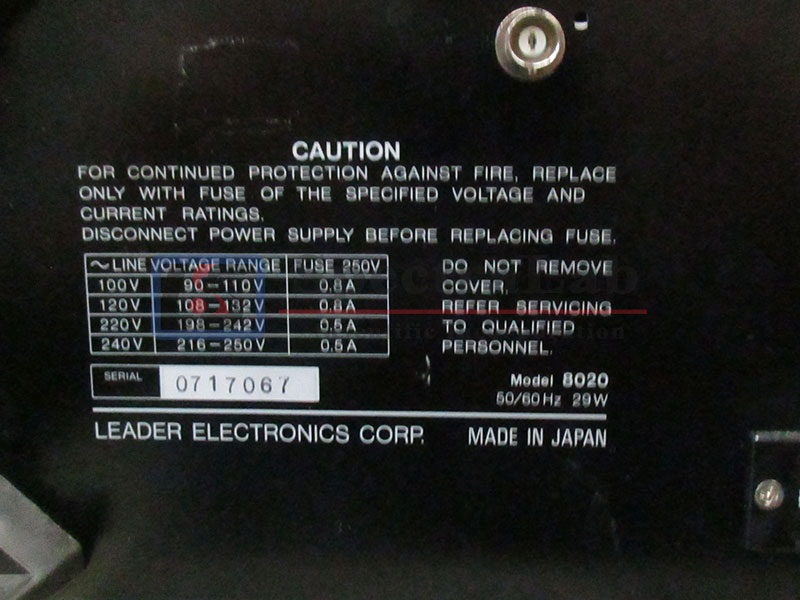 CAUTION
FOR CONTINUED PROTECTION AGAINST FIRE, REPLACE
ONLY WITH FUSE OF THE SPECIFIED VOLTAGE AND
CURRENT RATINGS.
DISCONNECT POWER SUPPLY BEFORE REPLACING FUSE.
~LINE VOLTAGE RANGE FUSE 250V
100V 90-110V 0.8A
120V 108-132V 0.8A
220V 198-242V 0.5A
240V 216-250V 0.5A
DO NOT REMOVE
COVER.
REFER SERVICING
TO QUALIFIED
PERSONNEL.
SERIAL 0717067
Model 8020
50/60Hz 29W
LEADER ELECTRONICS CORP. MADE IN JAPAN